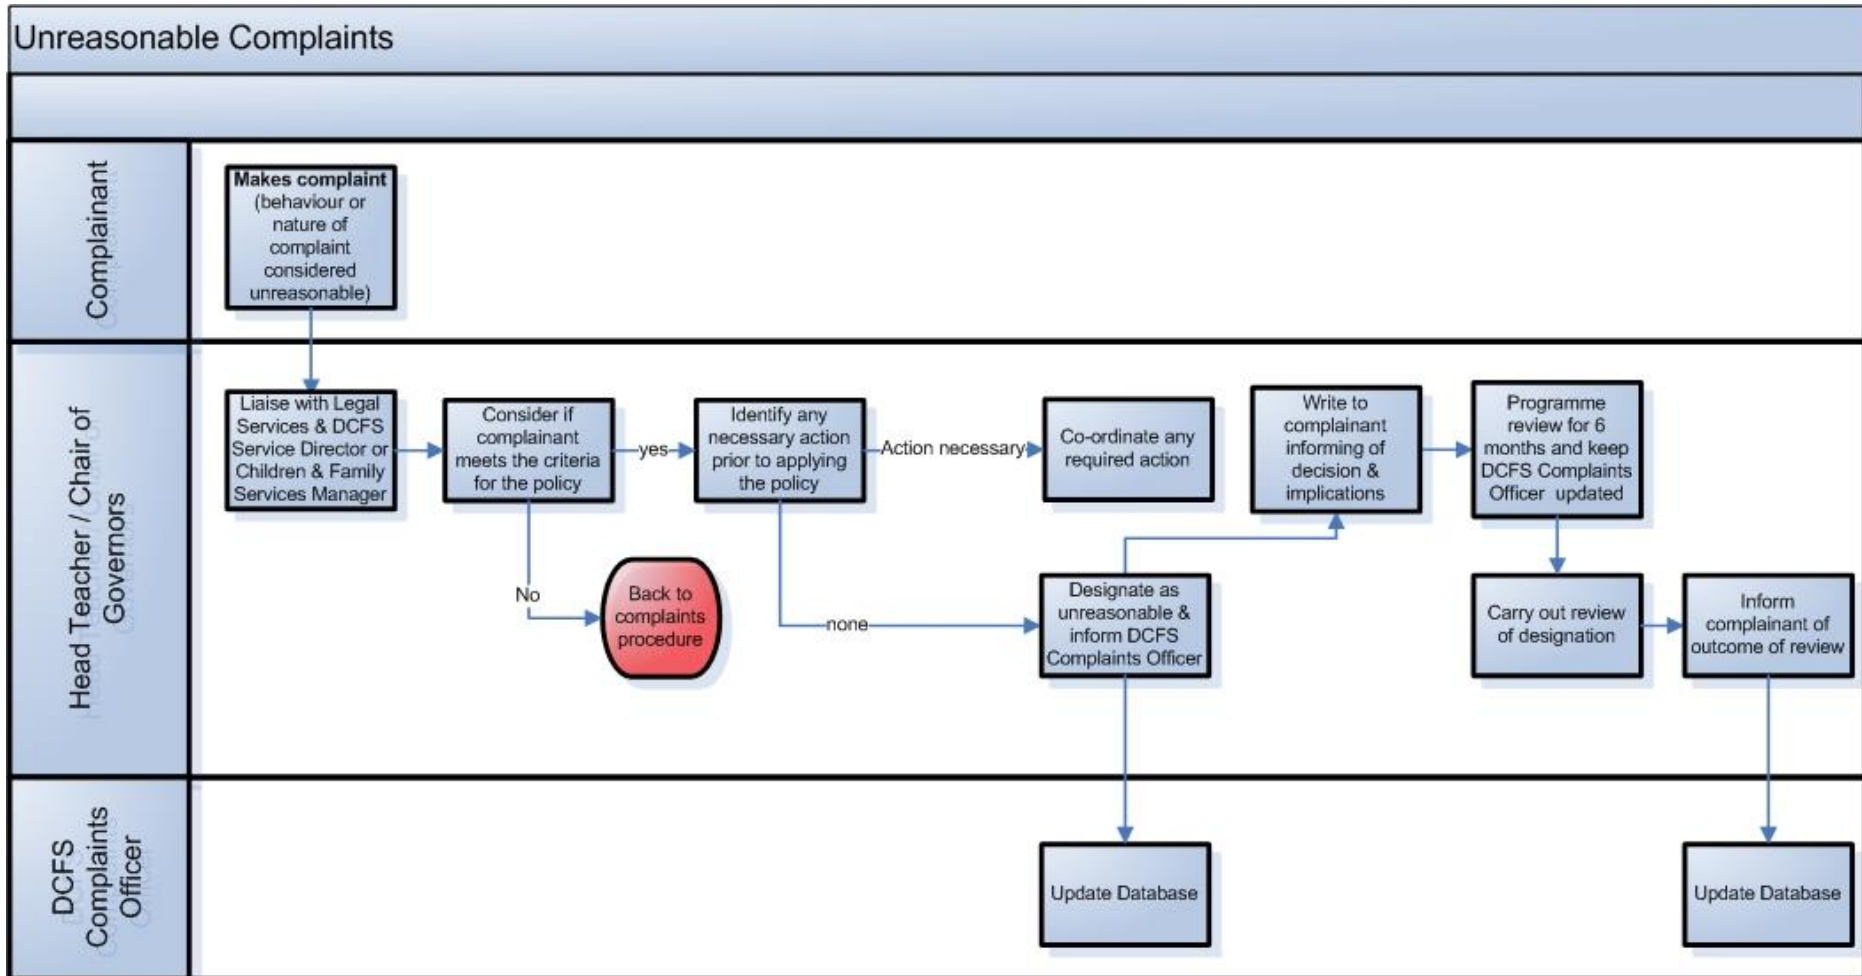 Unreasonable Complaints
Complainant
Makes complaint
(behaviour or
nature of
complaint
considered
unreasonable)
Head Teacher / Chair of
Governors
Liaise with Legal
Services & DCFS
Service Director or
Children & Family
Services Manager
Consider if
complainant
meets the criteria
for the policy
yes
Identify any
necessary action
prior to applying
the policy
Action necessary
Co-ordinate any
required action
Write to
complainant
informing of
decision &
implications
Programme
review for 6
months and keep
DCFS Complaints
Officer updated
No
Back to
complaints
procedure
none
Designate as
unreasonable &
inform DCFS
Complaints Officer
Carry out review
of designation
Inform
complainant of
outcome of review
DCFS
Complaints
Officer
Update Database
Update Database